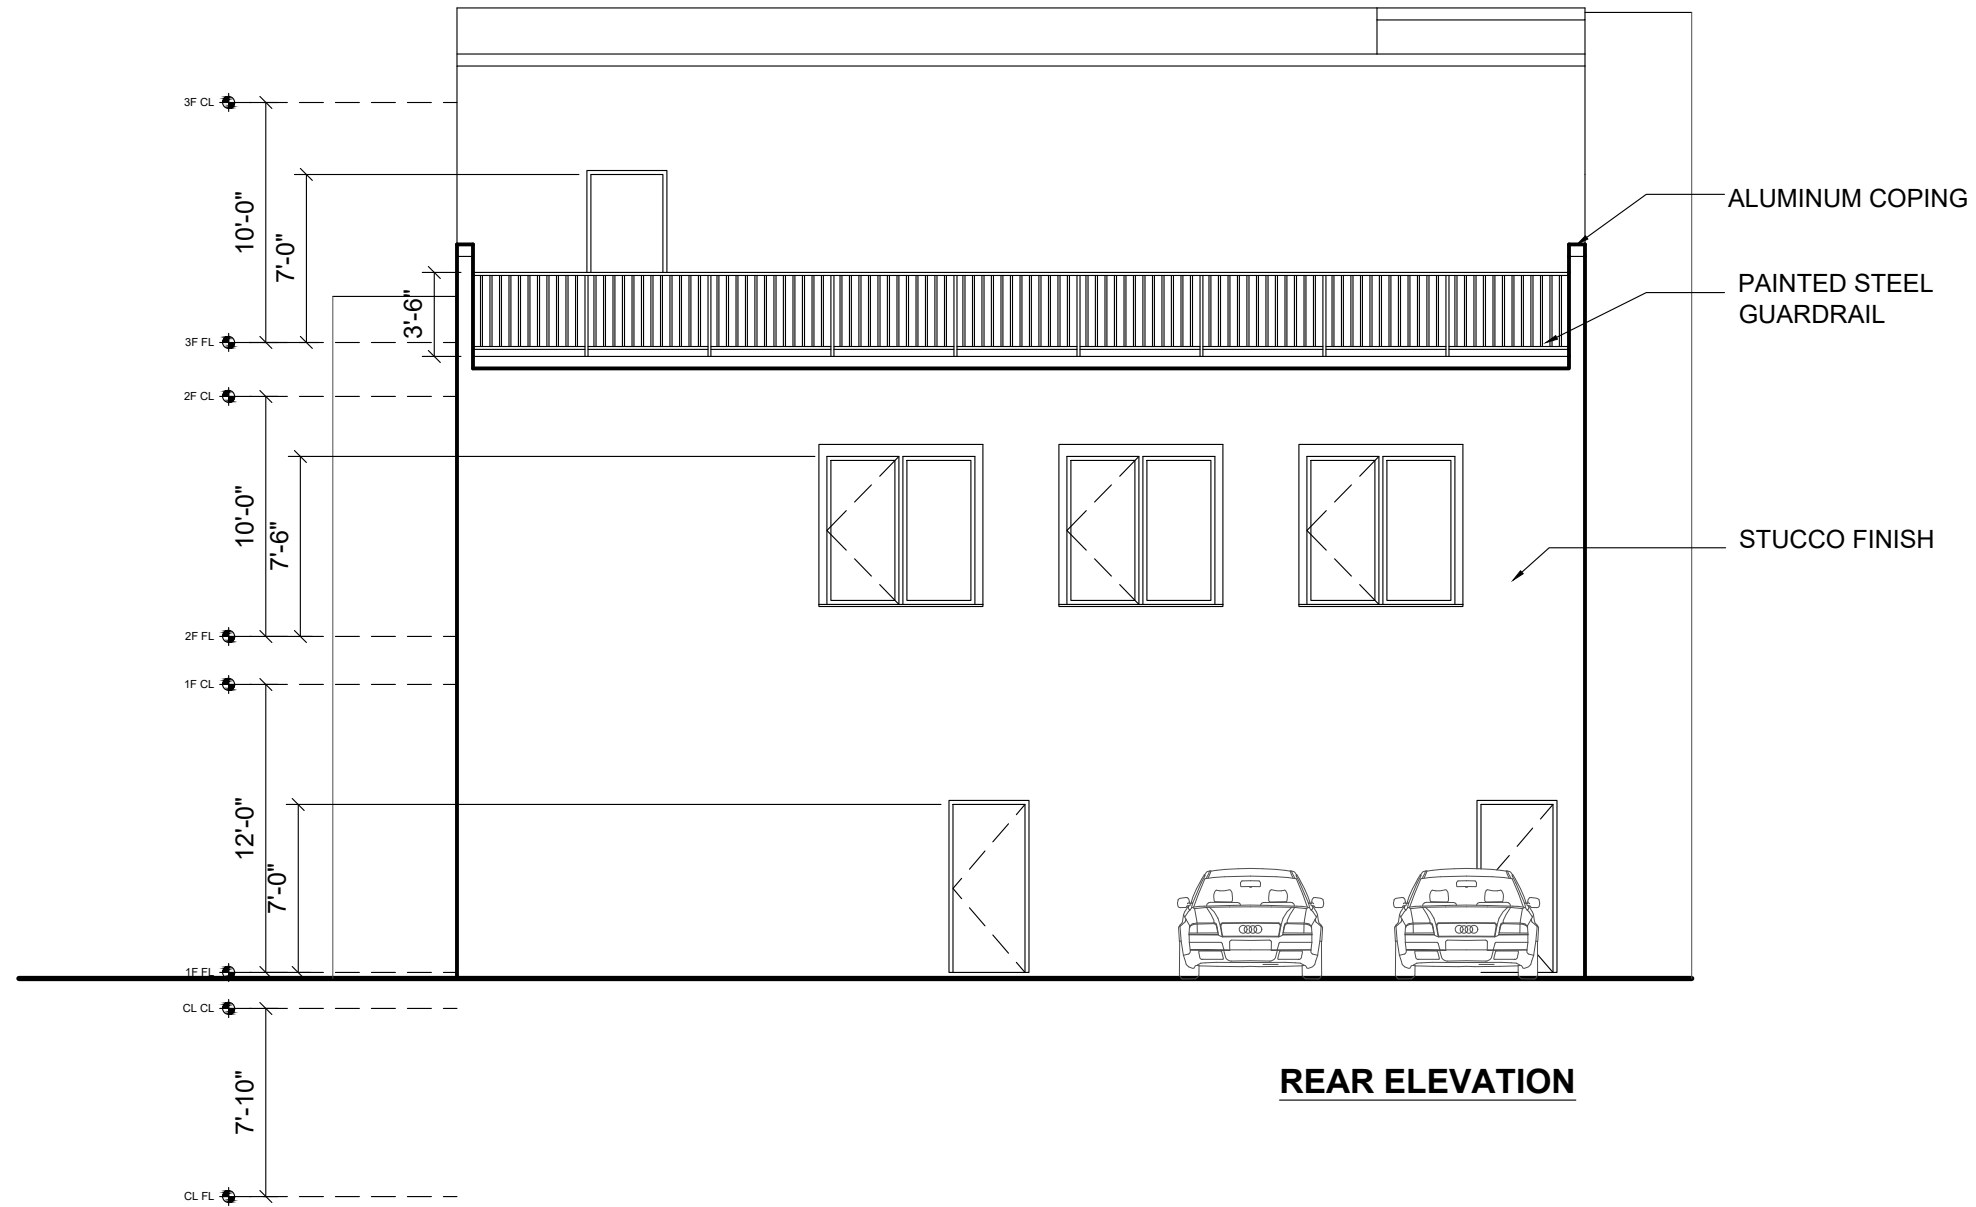 3F CL
10'-0"
7'-0"
ALUMINUM COPING
PAINTED STEEL
GUARDRAIL
3'-6"
3F FL
2F CL
10'-0"
7'-6"
STUCCO FINISH
2F FL
1F CL
12'-0"
7'-0"
1F FL
CL CL
7'-10"
REAR ELEVATION
CL FL